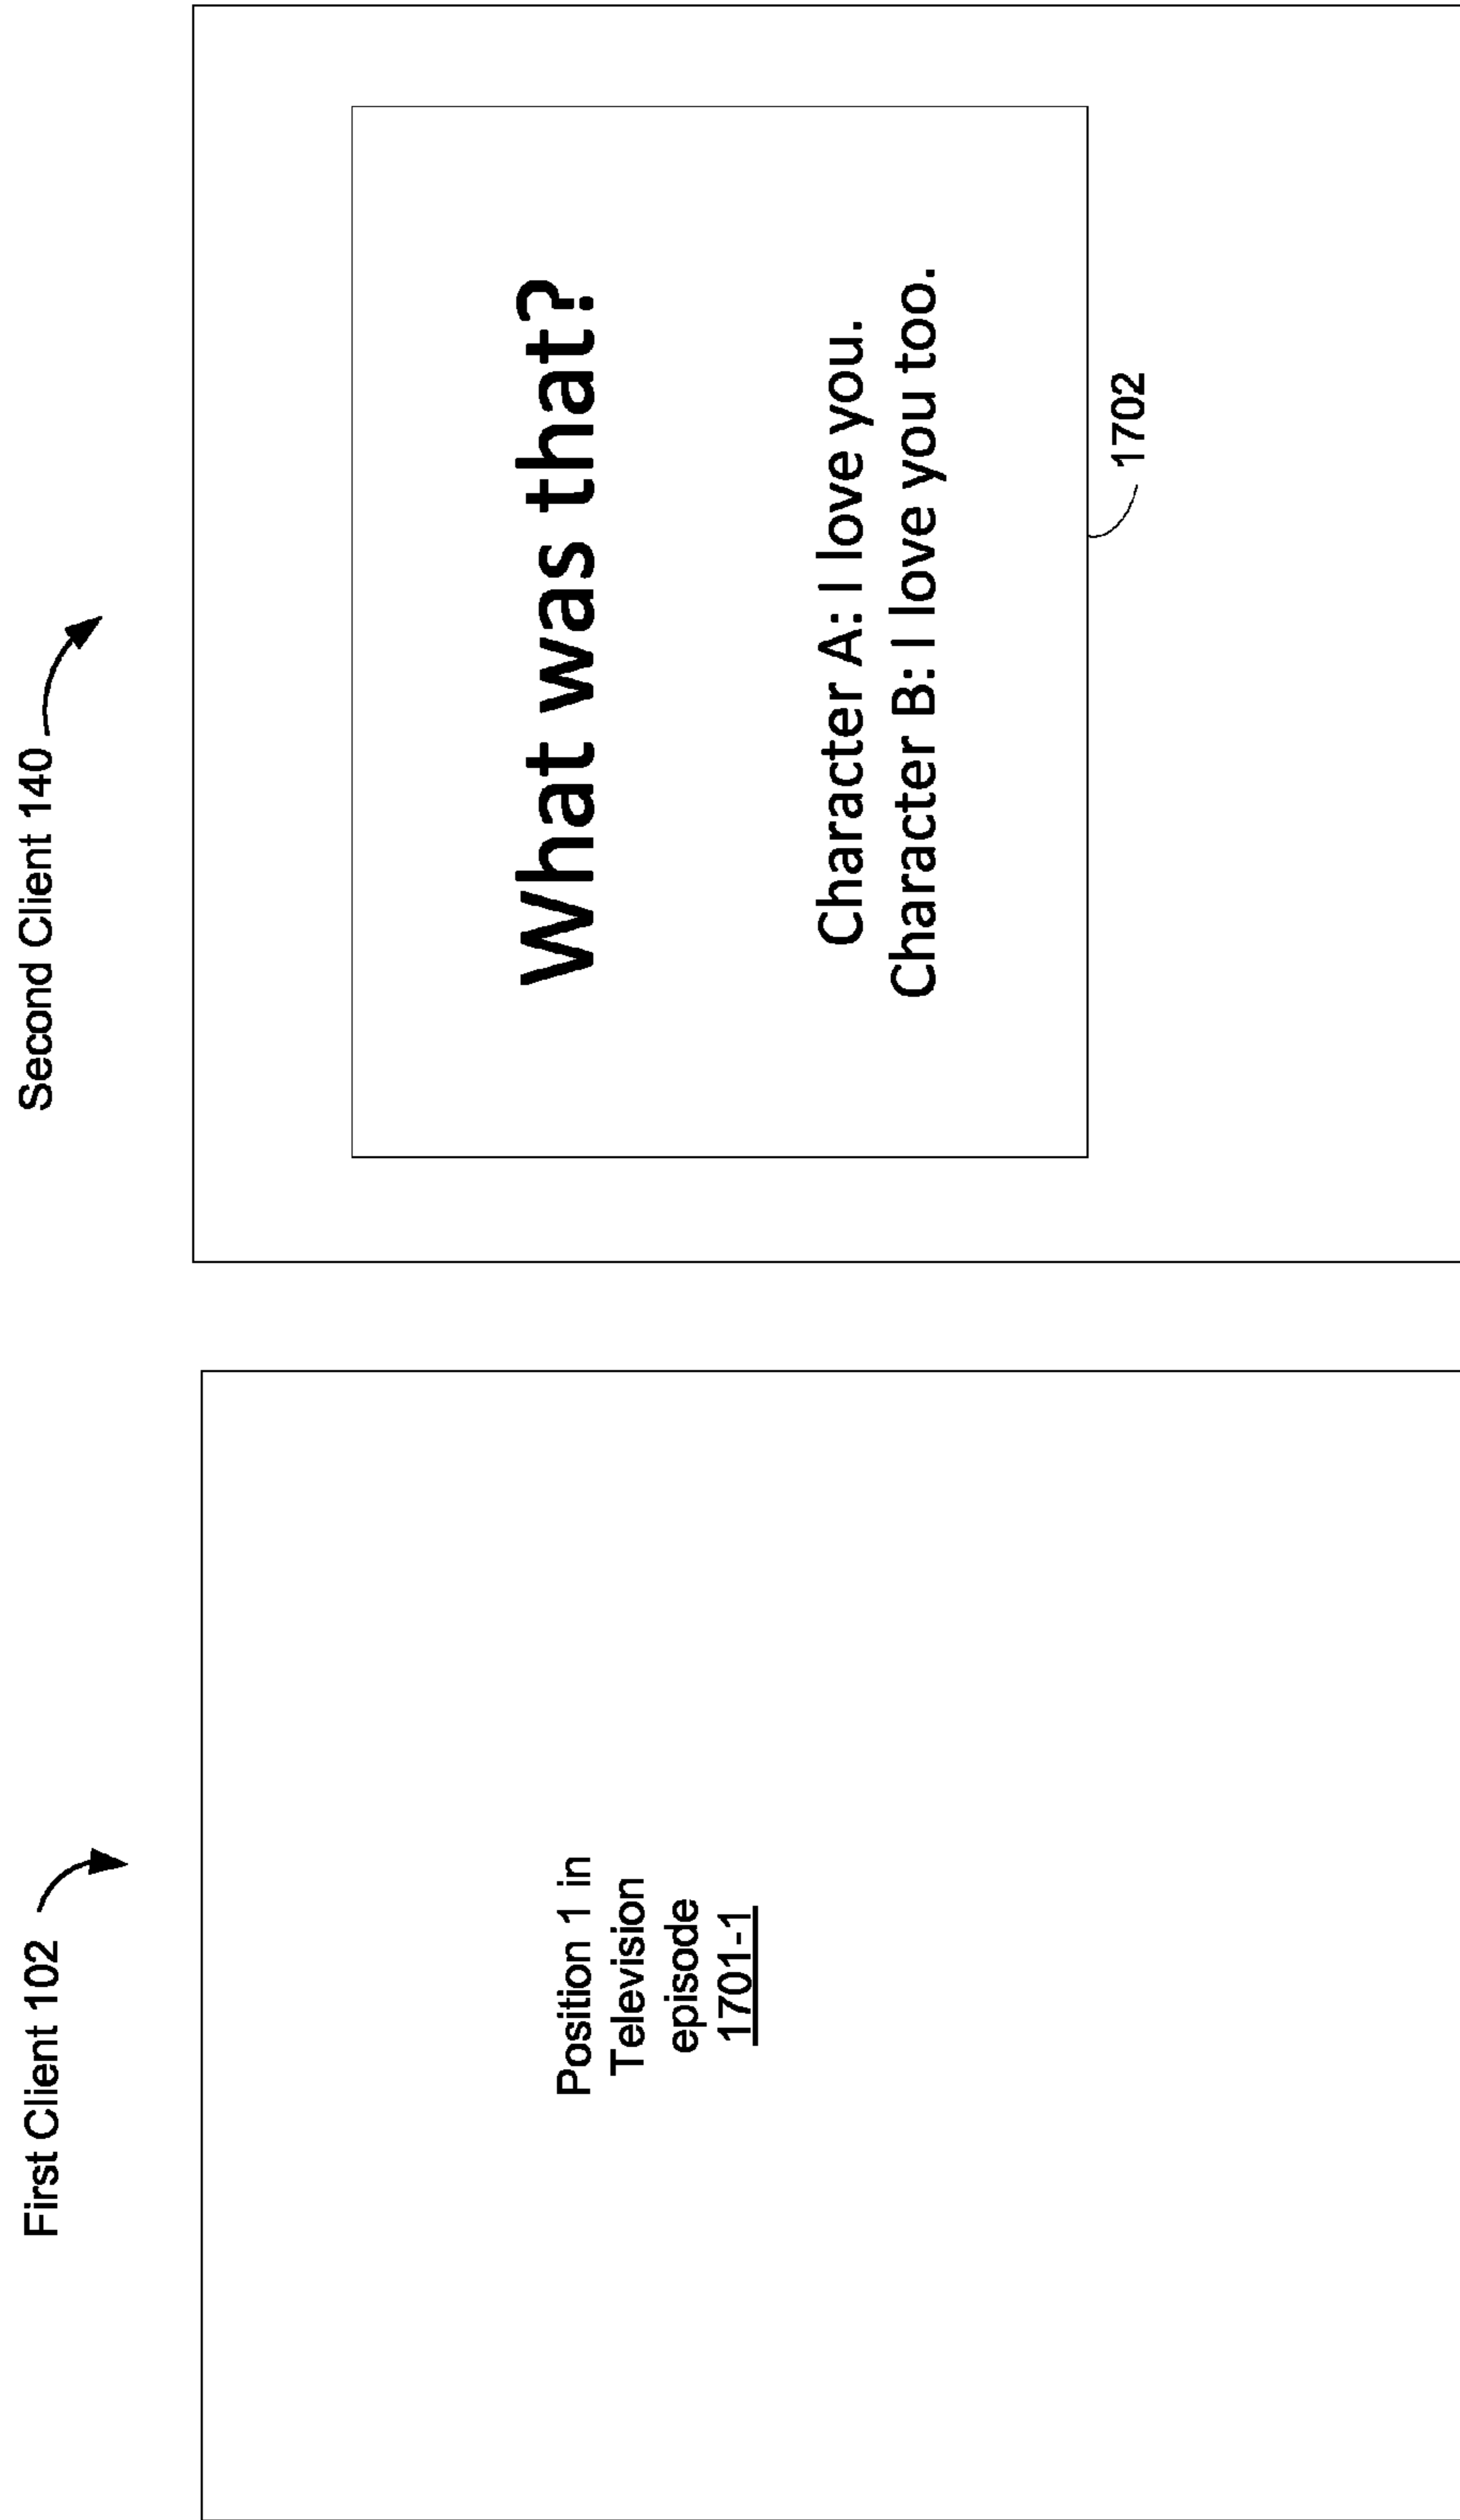 First Client 102
Position 1 in
Television
episode
1701-1
Second Client 140
What was that?
Character A: I love you.
Character B: I love you too.
1702